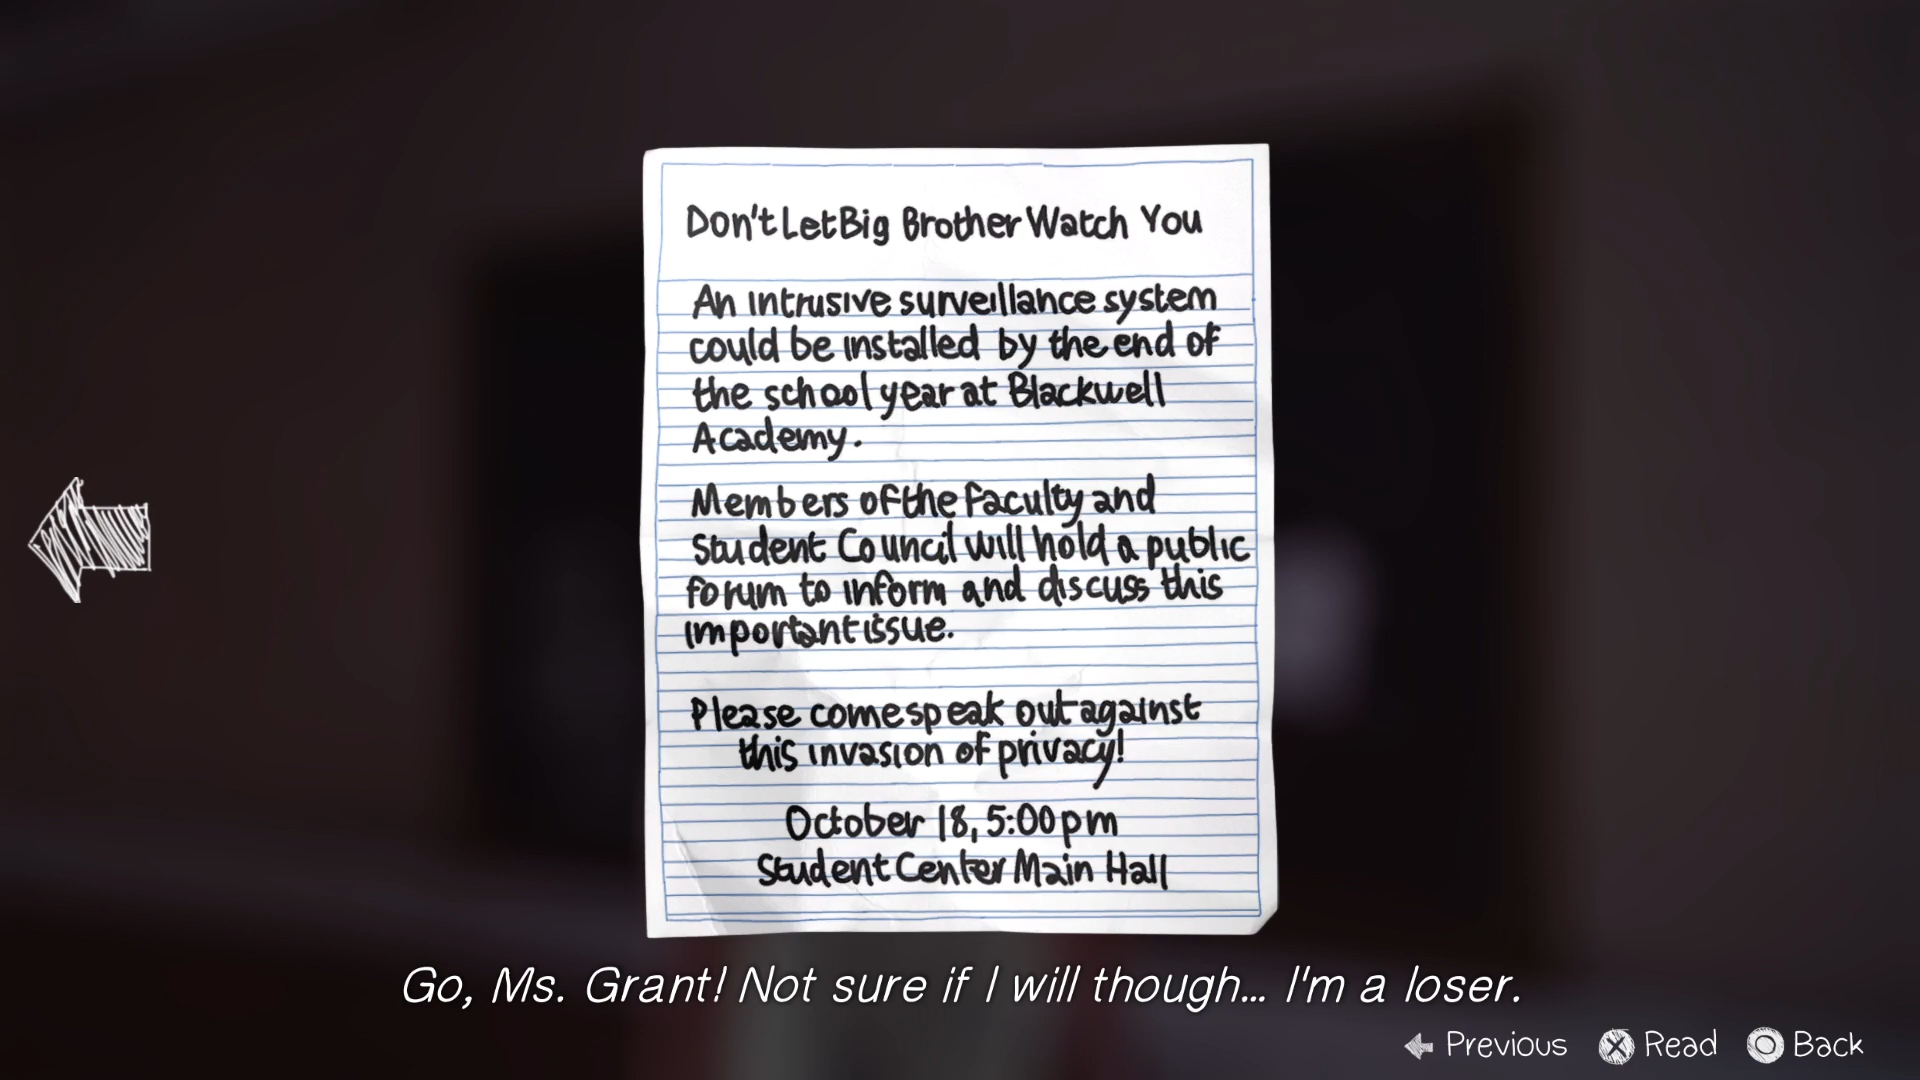 Don't Let Big Brother Watch You
An intrusive surveillance system
could be installed by the end of
the school year at Blackwell
Academy.
Members of the faculty and
Student Council will hold a public
forum to inform and discuss this
important issue.
Please come speak out against
this invasion of privacy!
October 18, 5:00pm
Student Center Main Hall
Go, Ms. Grant! Not sure if I will though... I'm a loser.
Previous Read Back